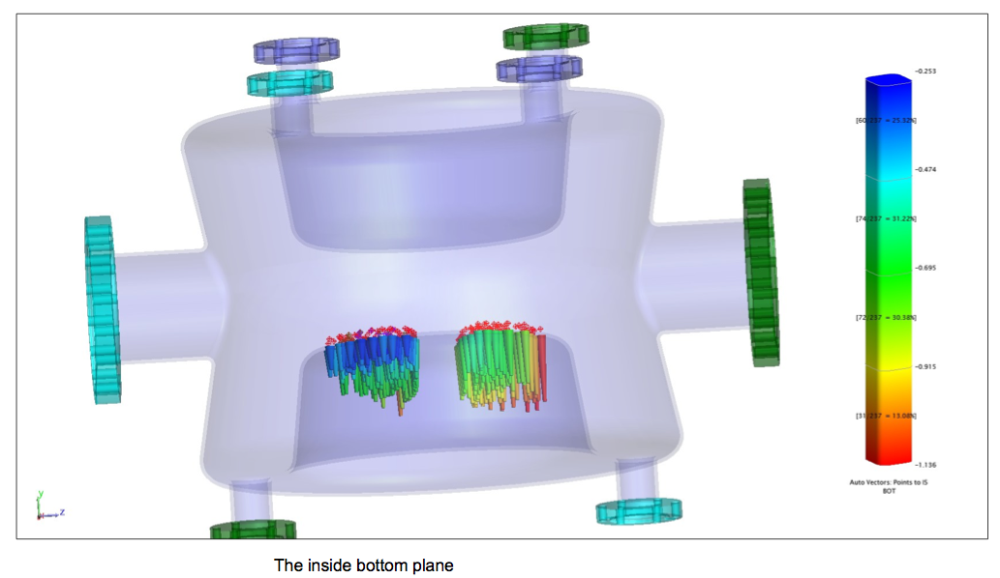 -0.253
[60/237 = 25.32%]
-0.474
[74/237 = 31.22%]
-0.695
[72/237 = 30.38%]
-0.915
[31/237 = 13.08%]
-1.136
Auto Vectors: Points to IS
BOT
y
z
The inside bottom plane